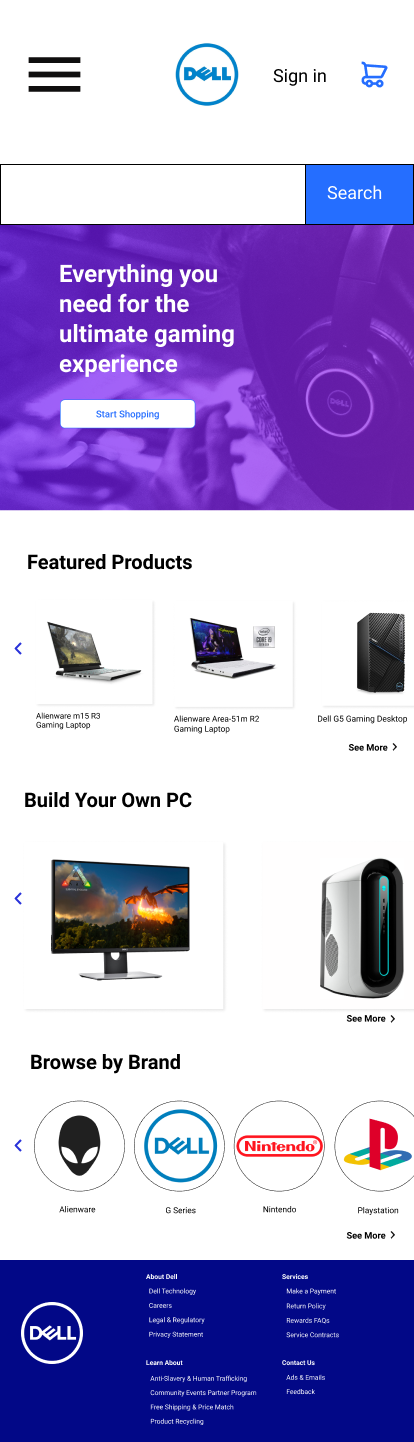 DELL
Sign in
Search
Everything you
need for the
ultimate gaming
experience
DELL
Start Shopping
Featured Products
Alienware m15 R3
Gaming Laptop
Alienware Area-51m R2
Gaming Laptop
Dell G5 Gaming Desktop
See More
Build Your Own PC
See More
Browse by Brand
DELL
Nintendo
Alienware
G Series
Nintendo
Playstation
See More
DELL
About Dell
Dell Technology
Careers
Legal & Regulatory
Privacy Statement
Services
Make a Payment
Return Policy
Rewards FAQs
Service Contracts
Learn About
Anti-Slavery & Human Trafficking
Community Events Partner Program
Free Shipping & Price Match
Product Recycling
Contact Us
Ads & Emails
Feedback